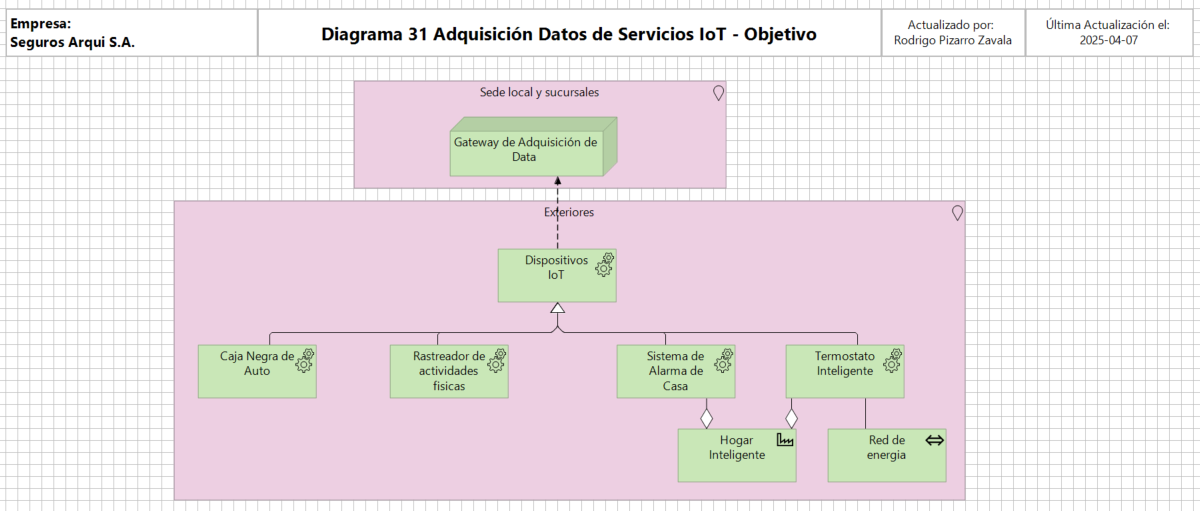 Empresa:
Seguros Arqui S.A.
Diagrama 31 Adquisición Datos de Servicios IoT - Objetivo
Actualizado por:
Rodrigo Pizarro Zavala
Última Actualización el:
2025-04-07
Sede local y sucursales
Gateway de Adquisición de
Data
Exteriores
Dispositivos
IoT
Caja Negra de
Auto
Rastreador de
actividades
fisicas
Sistema de
Alarma de
Casa
Termostato
Inteligente
Hogar
Inteligente
Red de
energia